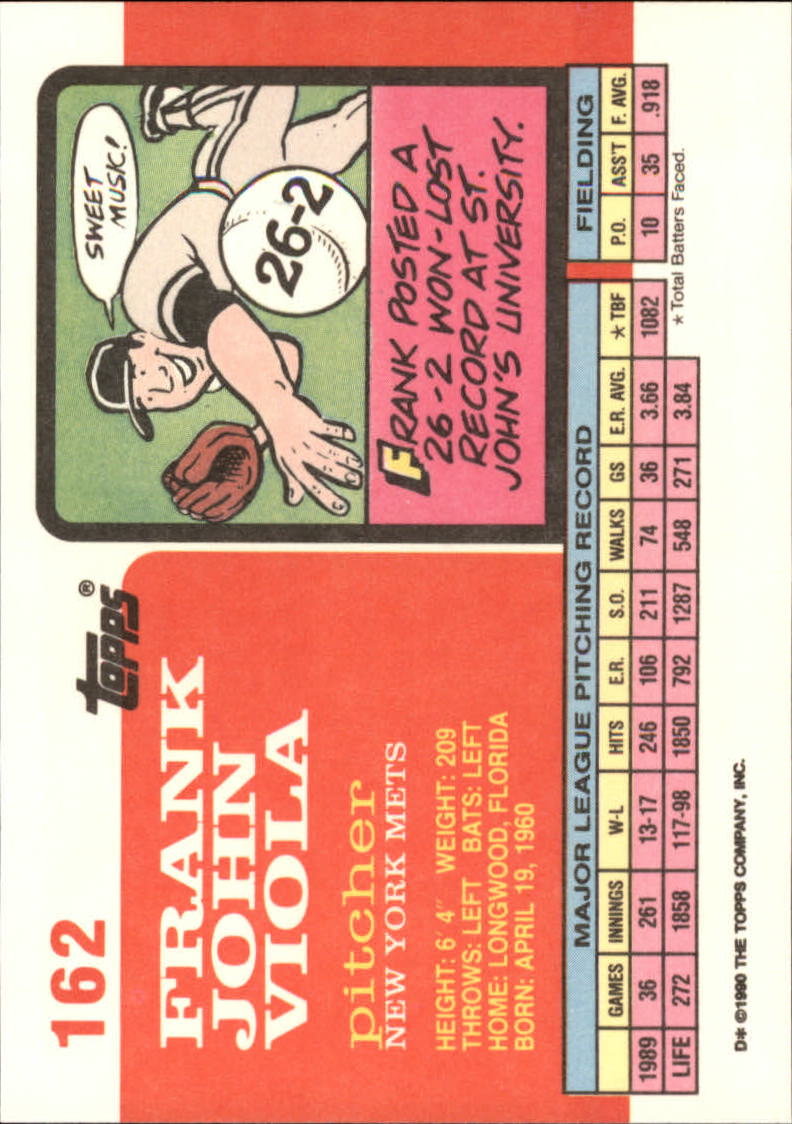 162
Topps®
FRANK
JOHN
VIOLA
pitcher
NEW YORK METS
HEIGHT: 6' 4" WEIGHT: 209
THROWS: LEFT BATS: LEFT
HOME: LONGWOOD, FLORIDA
BORN: APRIL 19, 1960
SWEET
MUSIC!
26-2
FRANK POSTED A
26-2 WON-LOST
RECORD AT ST.
JOHN'S UNIVERSITY.
MAJOR LEAGUE PITCHING RECORD FIELDING
GAMES INNINGS W-L HITS E.R. S.O. WALKS GS E.R. AVG. ★TBF P.O. ASS'T F. AVG.
1989 36 261 13-17 246 106 211 74 36 3.66 1082 10 35 .918
LIFE 272 1858 117-98 1850 792 1287 548 271 3.84
★Total Batters Faced.
D✻ ©1990 THE TOPPS COMPANY, INC.